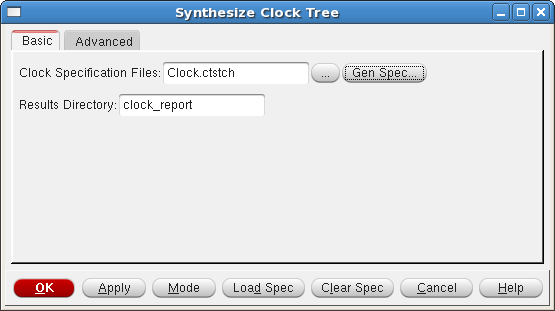 Synthesize Clock Tree
Basic Advanced
Clock Specification Files: Clock.ctstch ... Gen Spec...
Results Directory: clock_report
OK Apply Mode Load Spec Clear Spec Cancel Help